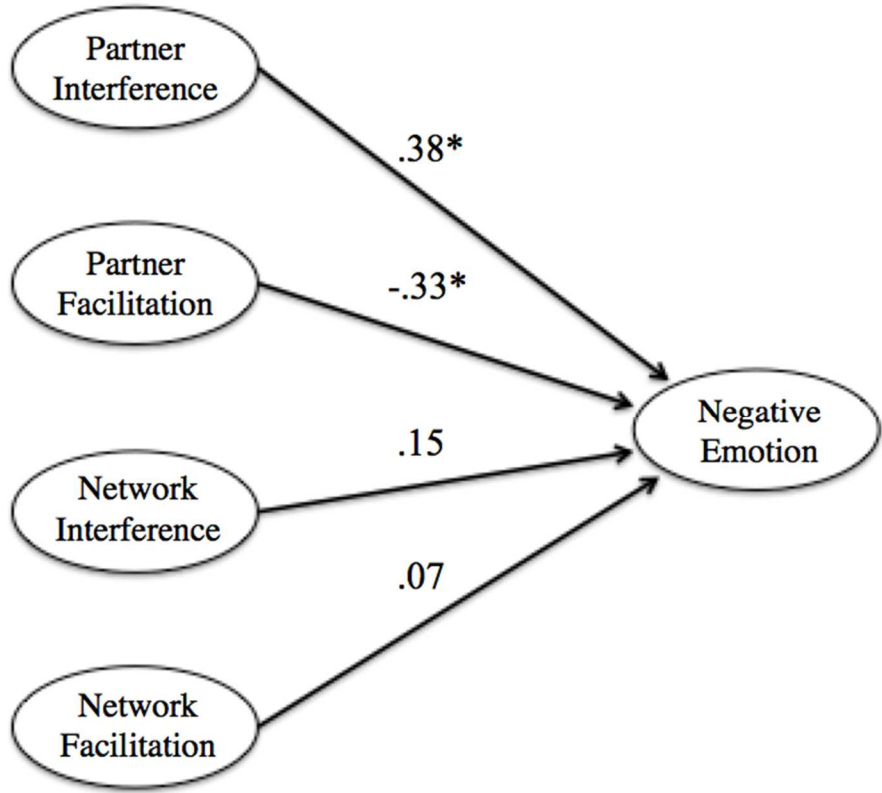 Partner
Interference
.38*
Partner
Facilitation
-.33*
Negative
Emotion
Network
Interference
.15
.07
Network
Facilitation